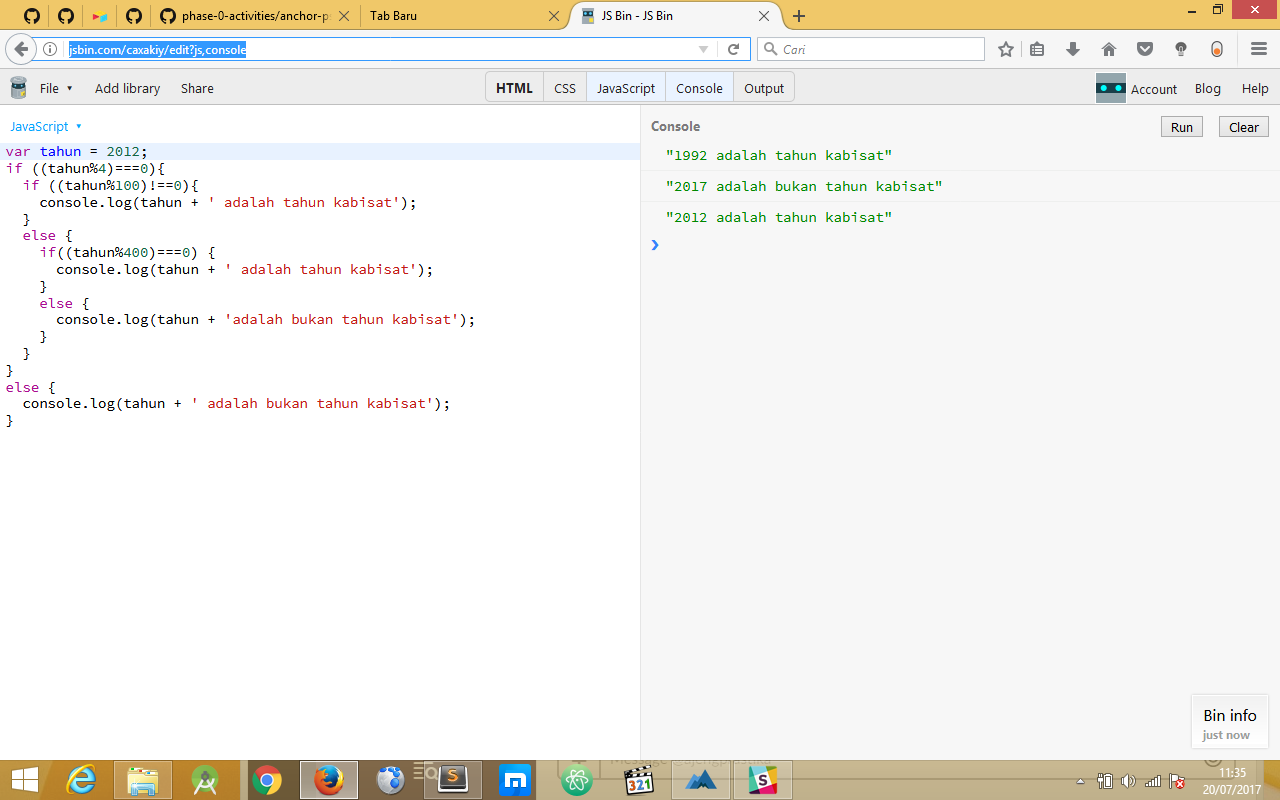 phase-0-activities/anchor-p
Tab Baru
JS Bin - JS Bin
jsbin.com/caxakiy/edit?js,console
Cari
File
Add library
Share
HTML
CSS
JavaScript
Console
Output
Account
Blog
Help
JavaScript
var tahun = 2012;
if ((tahun%4)===0){
  if ((tahun%100)!==0){
    console.log(tahun + ' adalah tahun kabisat');
  }
  else {
    if((tahun%400)===0) {
      console.log(tahun + ' adalah tahun kabisat');
    }
    else {
      console.log(tahun + 'adalah bukan tahun kabisat');
    }
  }
}
else {
  console.log(tahun + ' adalah bukan tahun kabisat');
}
Console
Run
Clear
"1992 adalah tahun kabisat"
"2017 adalah bukan tahun kabisat"
"2012 adalah tahun kabisat"
Bin info
just now
321
11:35
20/07/2017